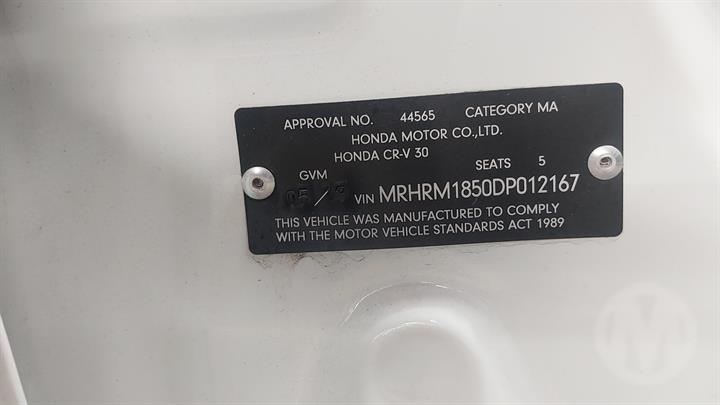 APPROVAL NO. 44565 CATEGORY MA
HONDA MOTOR CO.,LTD.
HONDA CR-V 30
GVM SEATS 5
VIN MRHRM1850DP012167
THIS VEHICLE WAS MANUFACTURED TO COMPLY
WITH THE MOTOR VEHICLE STANDARDS ACT 1989
M